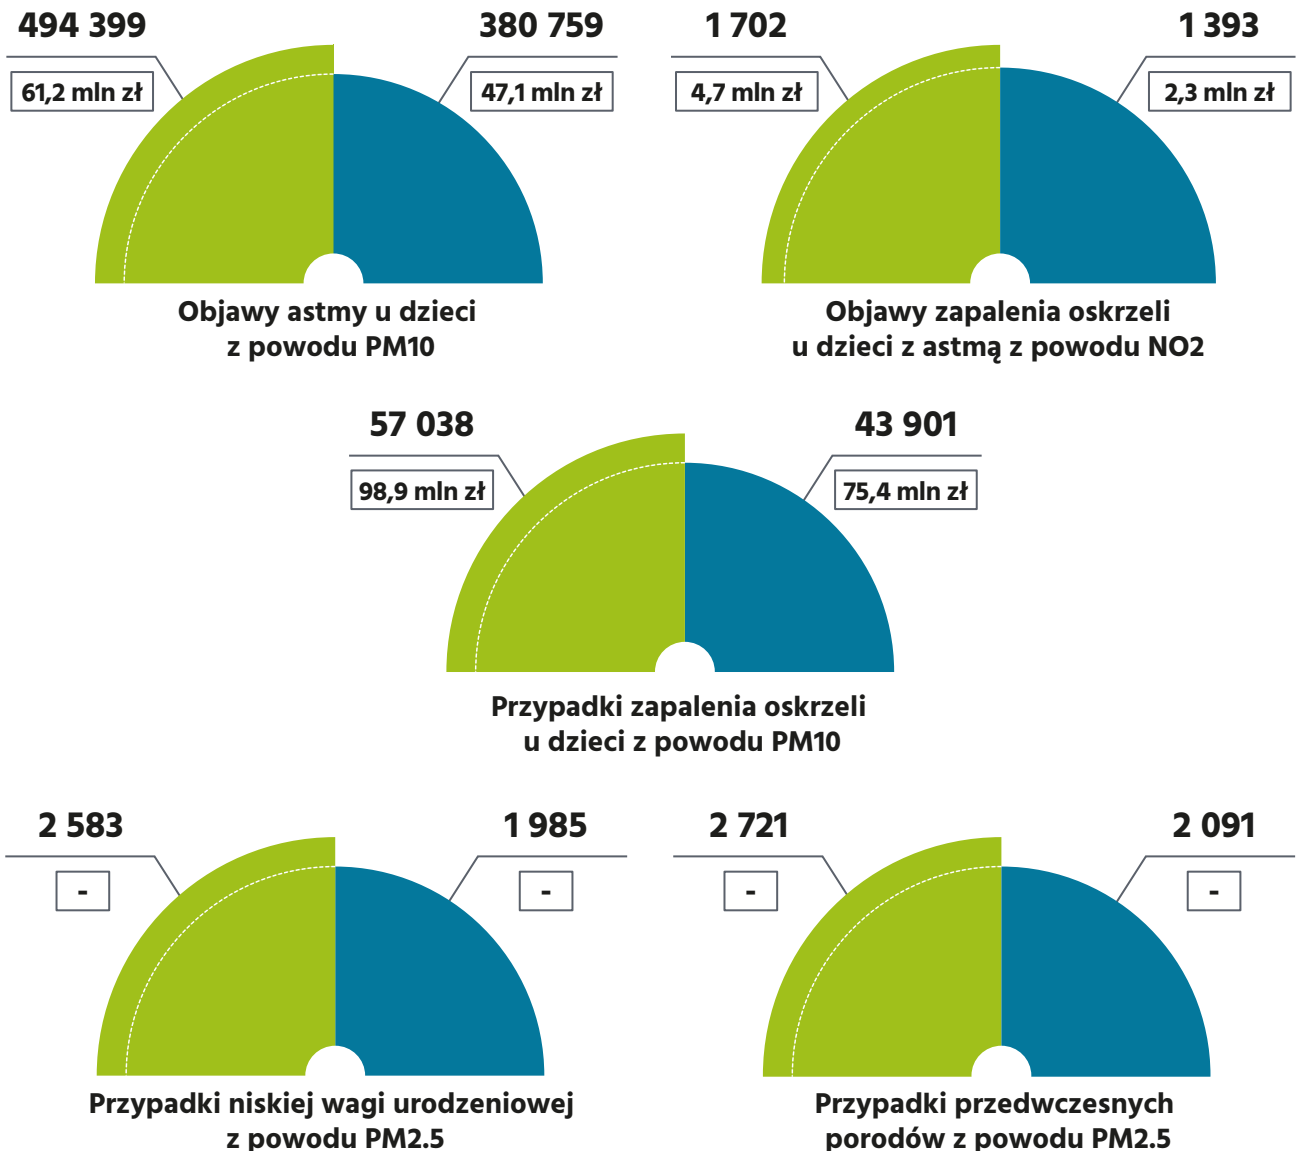 494 399
61,2 mln zł
380 759
47,1 mln zł
Objawy astmy u dzieci
z powodu PM10
1 702
4,7 mln zł
1 393
2,3 mln zł
Objawy zapalenia oskrzeli
u dzieci z astmą z powodu NO2
57 038
98,9 mln zł
43 901
75,4 mln zł
Przypadki zapalenia oskrzeli
u dzieci z powodu PM10
2 583
-
1 985
-
Przypadki niskiej wagi urodzeniowej
z powodu PM2.5
2 721
-
2 091
-
Przypadki przedwczesnych
porodów z powodu PM2.5